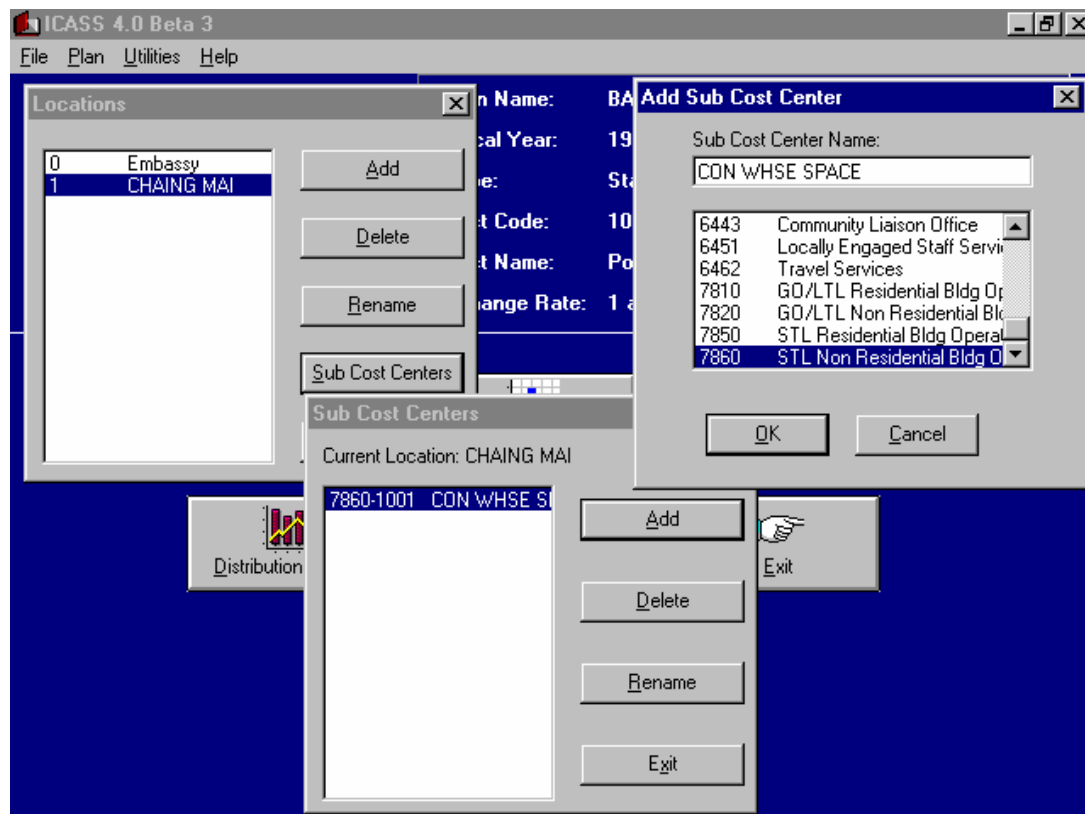 ICASS 4.0 Beta 3
File Plan Utilities Help
Locations
0 Embassy
1 CHAING MAI
Add
Delete
Rename
Sub Cost Centers
n Name: BA
cal Year: 19
e: Sta
t Code: 10
t Name: Po
ange Rate: 1 a
Add Sub Cost Center
Sub Cost Center Name:
CON WHSE SPACE
6443 Community Liaison Office
6451 Locally Engaged Staff Servi
6462 Travel Services
7810 GO/LTL Residential Bldg Op
7820 GO/LTL Non Residential Bld
7850 STL Residential Bldg Operat
7860 STL Non Residential Bldg O
OK Cancel
Sub Cost Centers
Current Location: CHAING MAI
7860-1001 CON WHSE S
Add
Delete
Rename
Exit
Distribution
Exit